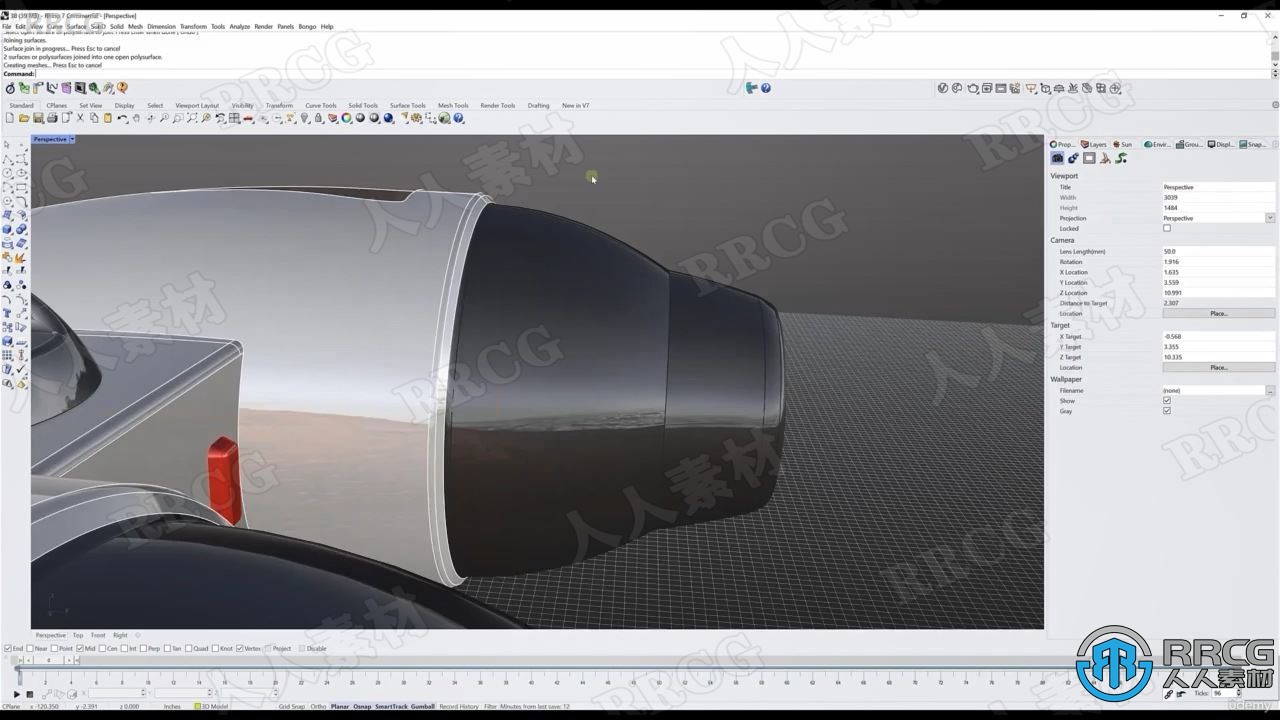 3B (39 MB) - Rhino 7 Commercial - [Perspective]
File Edit View Curve Surface SubD Solid Mesh Dimension Transform Tools Analyze Render Panels Bongo Help
Joining surfaces.
Surface join in progress... Press Esc to cancel
2 surfaces or polysurfaces joined into one open polysurface.
Creating meshes... Press Esc to cancel
Command:
Standard CPlanes Set View Display Select Viewport Layout Visibility Transform Curve Tools Solid Tools Surface Tools Mesh Tools Render Tools Drafting New in V7
Perspective
Prop... Layers Sun Envir... Grou... Displ... Snap...
Viewport
Title Perspective
Width 3039
Height 1484
Projection Perspective
Locked
Camera
Lens Length(mm) 50.0
Rotation 1.916
X Location 1.635
Y Location 3.559
Z Location 10.991
Distance to Target 2.307
Location Place...
Target
X Target -0.568
Y Target 3.355
Z Target 10.335
Location Place...
Wallpaper
Filename (none) ...
Show
Gray
Perspective Top Front Right
End Near Point Mid Cen Int Perp Tan Quad Knot Vertex Project Disable
0
Ticks: 96
CPlane x -120.350 y -2.391 z 0.000 Inches 3D Model Grid Snap Ortho Planar Osnap SmartTrack Gumball Record History Filter Minutes from last save: 12
RRCG
人人素材
udemy